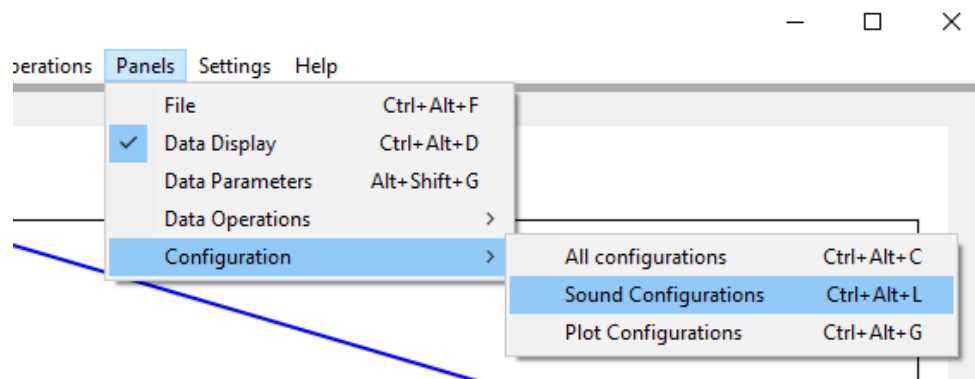 perations Panels Settings Help
File Ctrl+Alt+F
Data Display Ctrl+Alt+D
Data Parameters Alt+Shift+G
Data Operations
Configuration
All configurations Ctrl+Alt+C
Sound Configurations Ctrl+Alt+L
Plot Configurations Ctrl+Alt+G